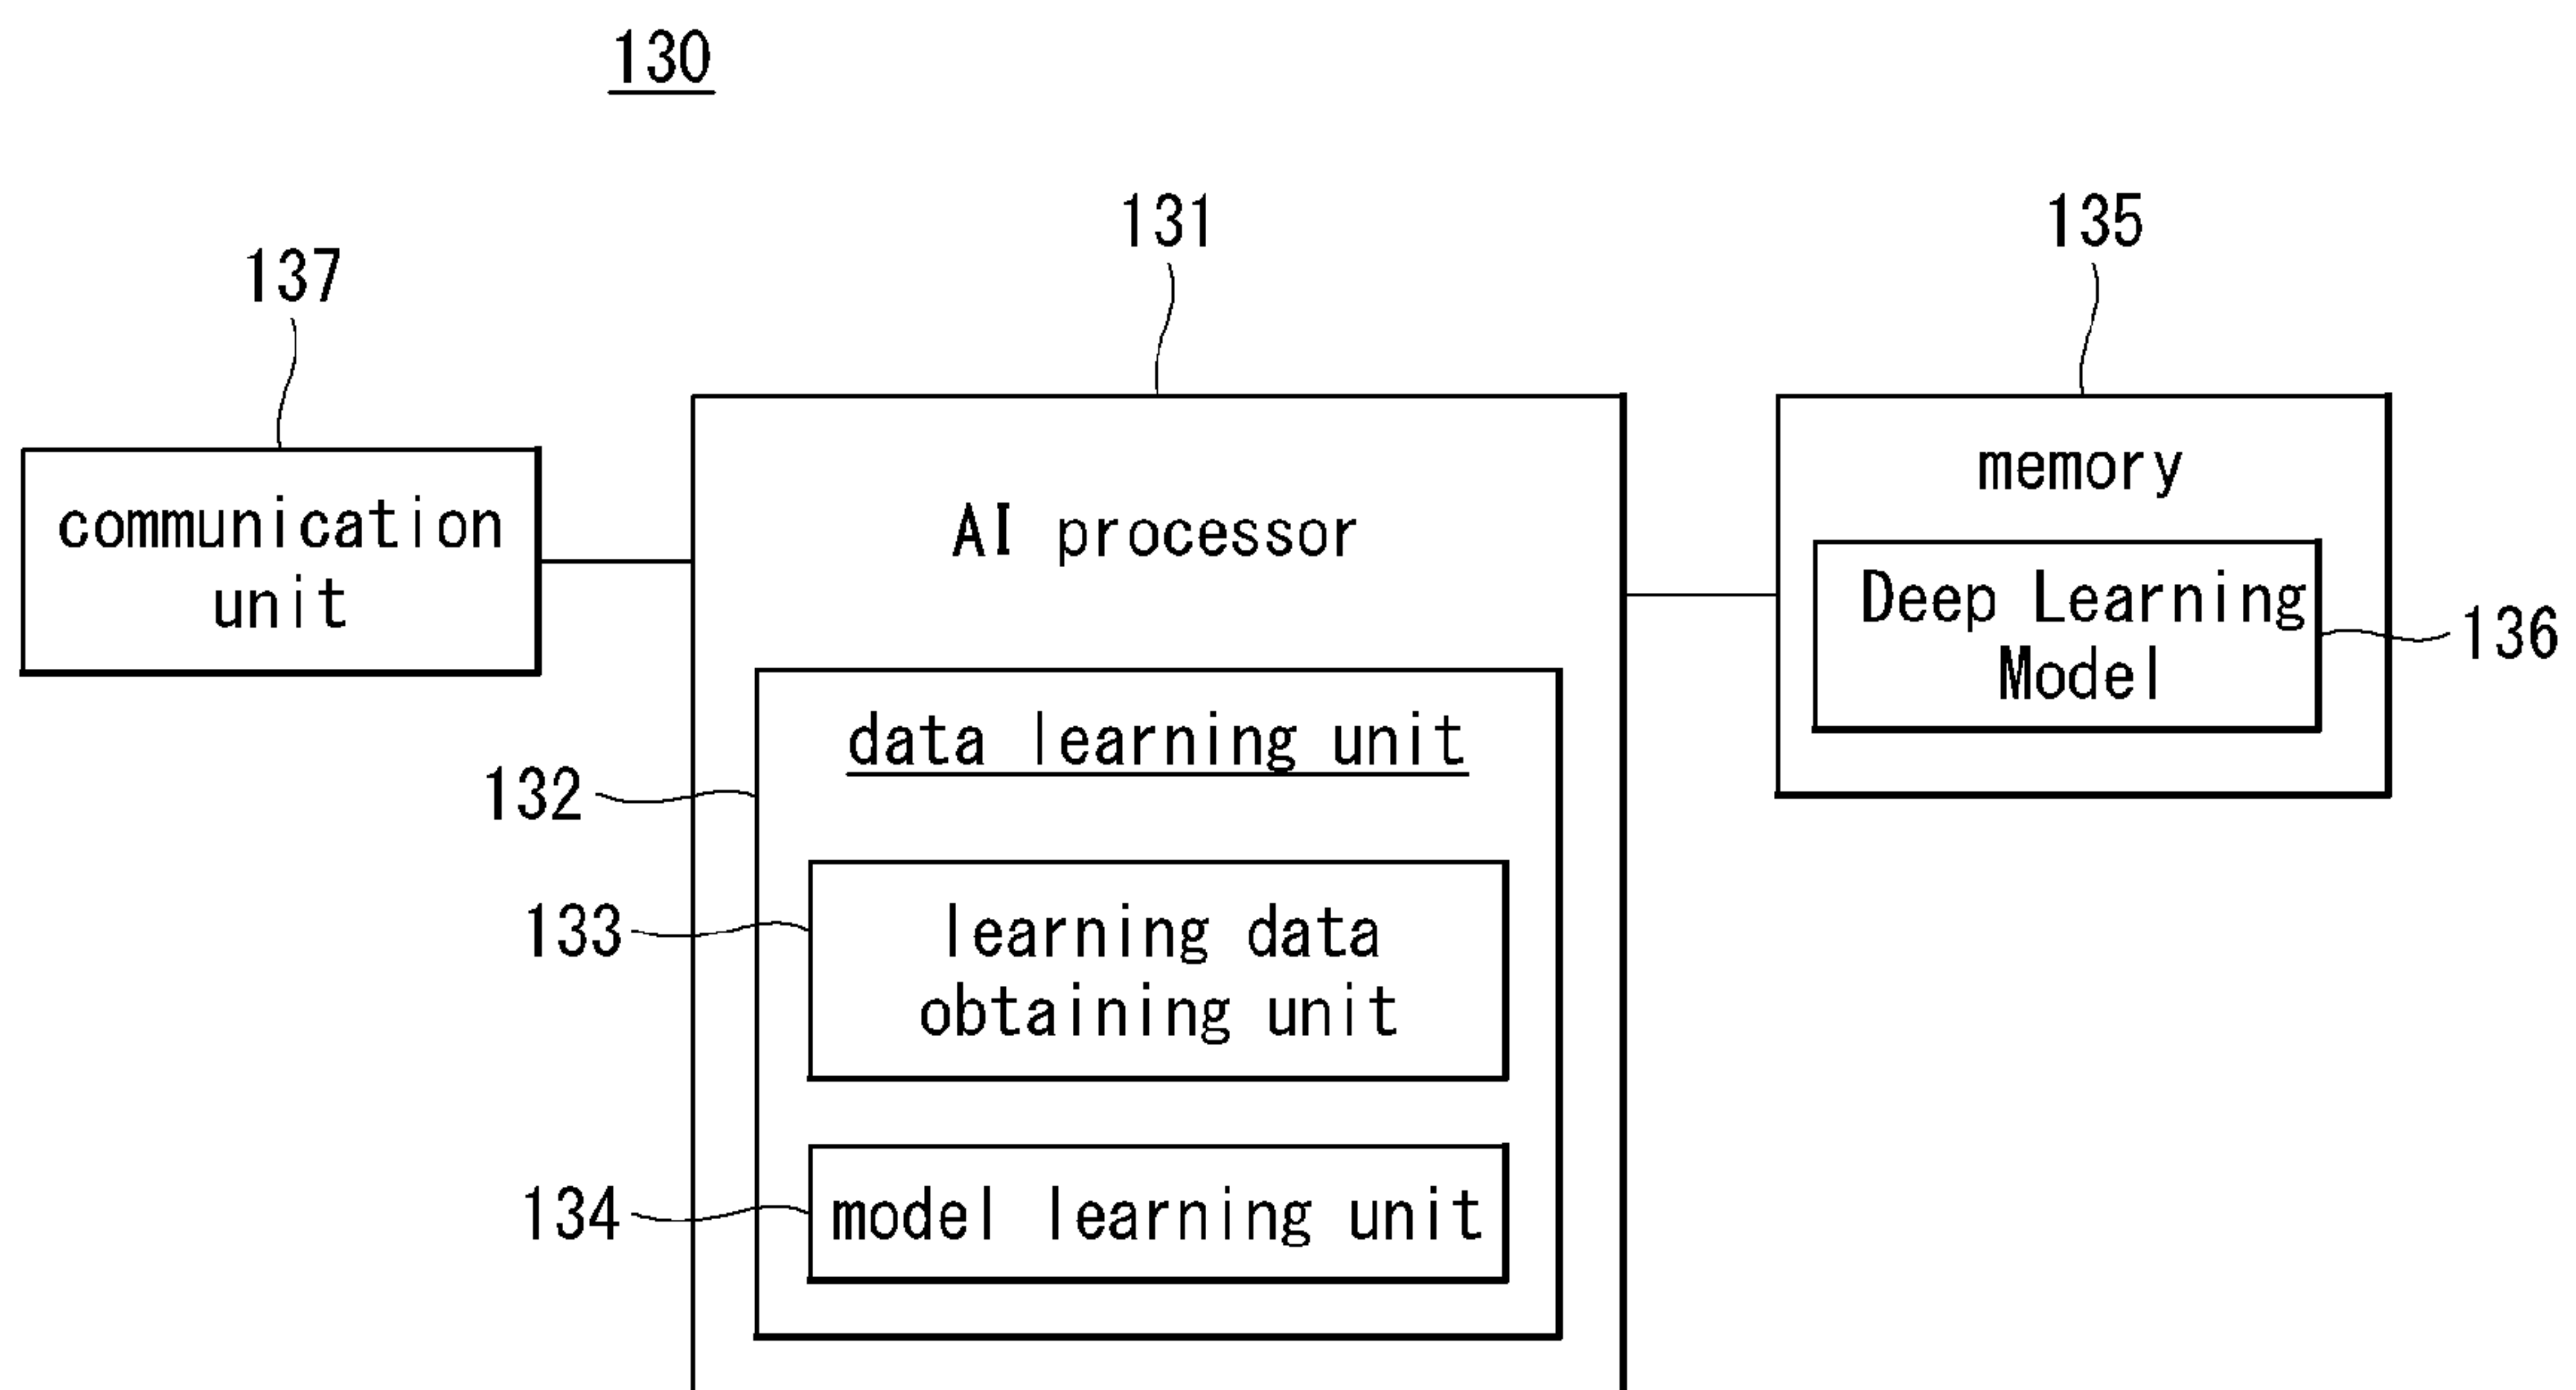 130
131
135
137
memory
communication
unit
AI processor
Deep Learning
Model
136
data learning unit
132
learning data
obtaining unit
133
134
model learning unit